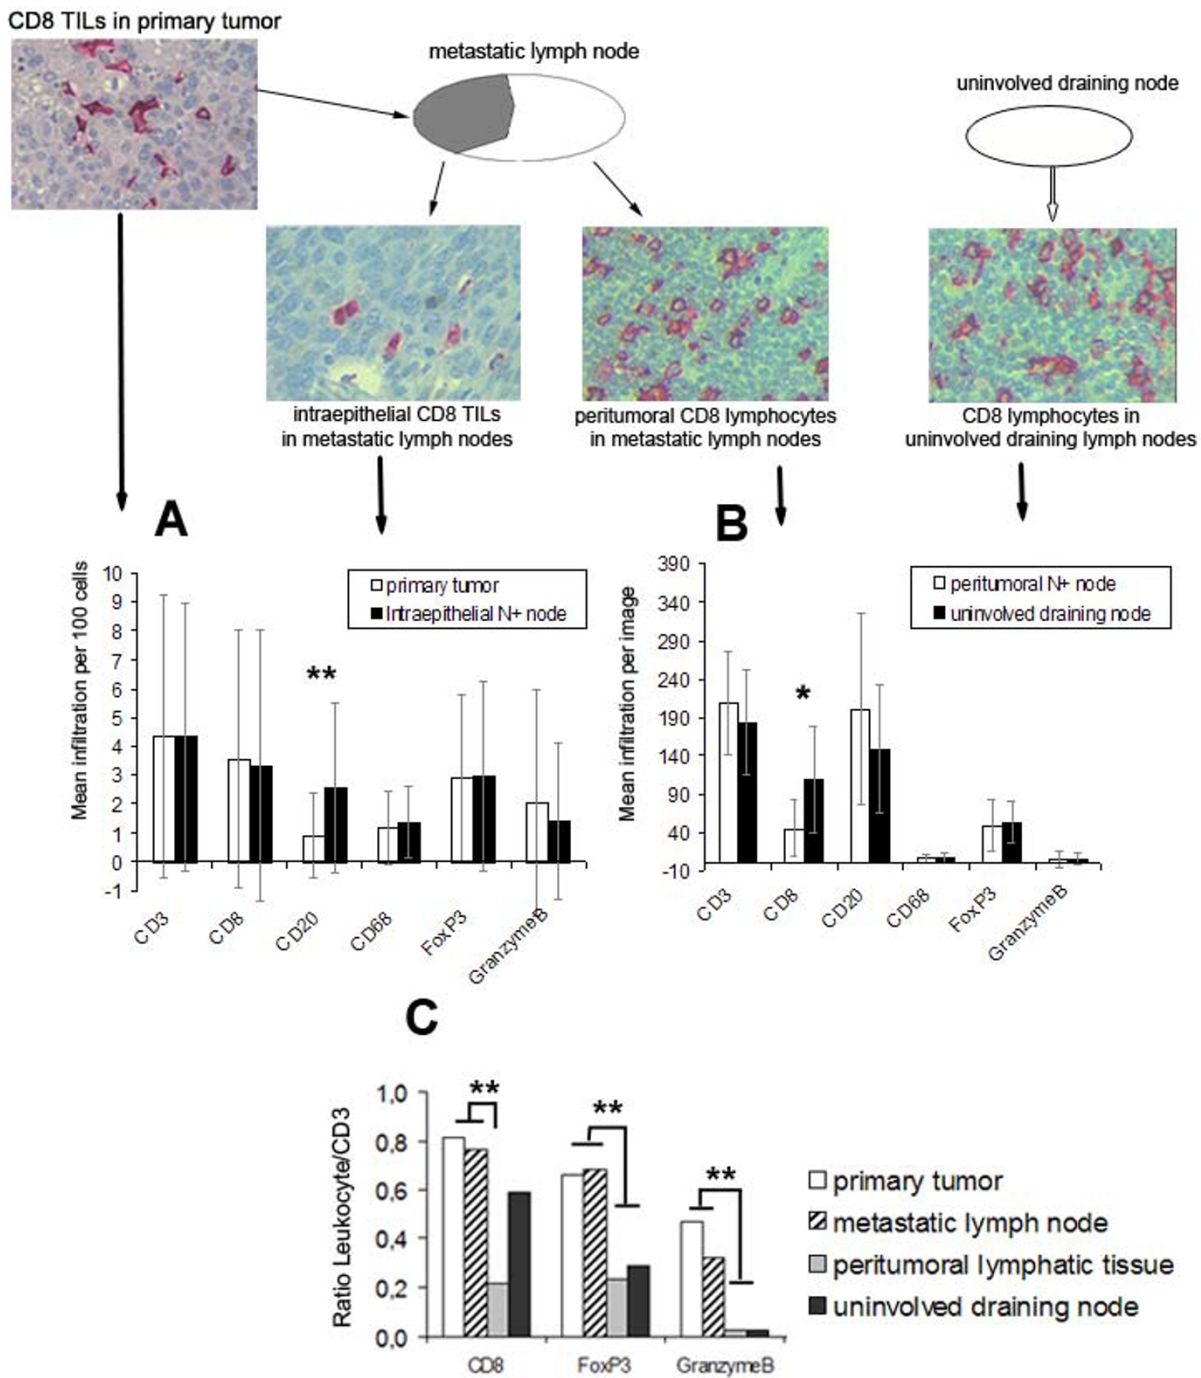 CD8 TILs in primary tumor
metastatic lymph node
uninvolved draining node
intraepithelial CD8 TILs
in metastatic lymph nodes
peritumoral CD8 lymphocytes
in metastatic lymph nodes
CD8 lymphocytes in
uninvolved draining lymph nodes
A
Mean infiltration per 100 cells
10
9
8
7
6
5
4
3
2
1
0
-1
primary tumor
Intraepithelial N+ node
**
CD3
CD8
CD20
CD68
FoxP3
GranzymeB
B
Mean infiltration per image
390
340
290
240
190
140
90
40
-10
peritumoral N+ node
uninvolved draining node
*
CD3
CD8
CD20
CD68
FoxP3
GranzymeB
C
Ratio Leukocyte/CD3
1,0
0,8
0,6
0,4
0,2
0,0
**
**
**
CD8
FoxP3
GranzymeB
primary tumor
metastatic lymph node
peritumoral lymphatic tissue
uninvolved draining node